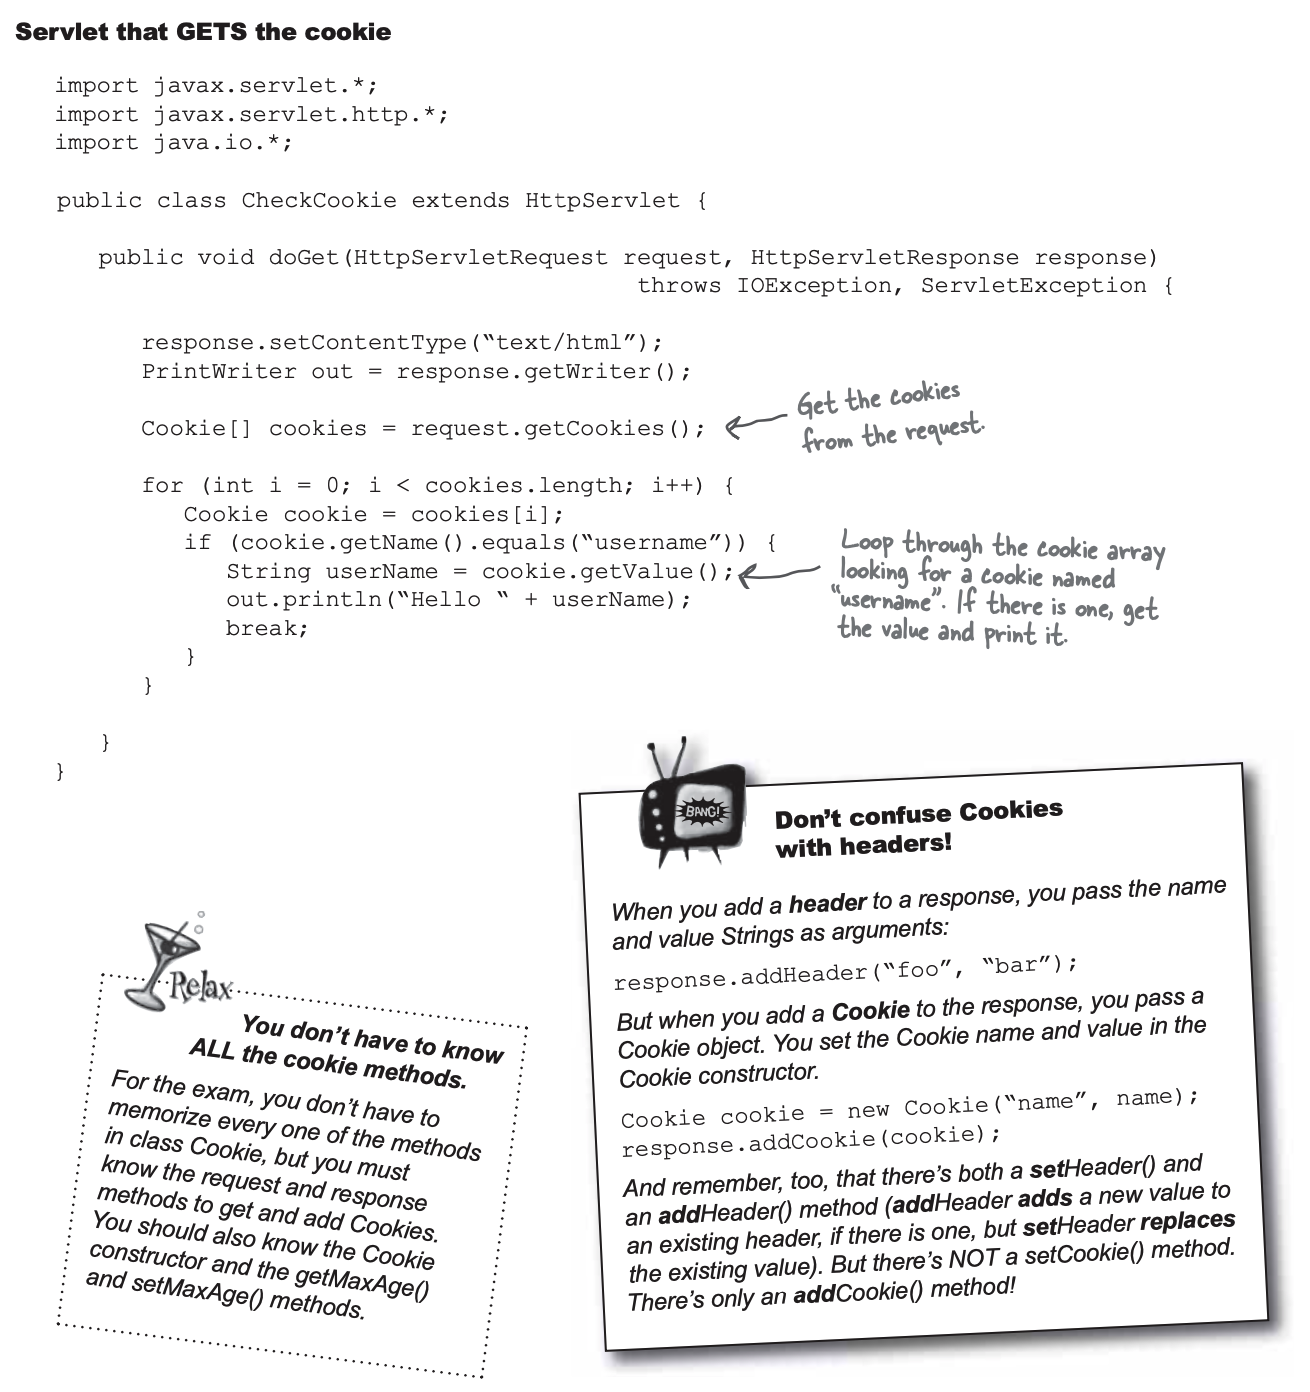 Servlet that GETS the cookie
import javax.servlet.*;
import javax.servlet.http.*;
import java.io.*;
public class CheckCookie extends HttpServlet {
public void doGet(HttpServletRequest request, HttpServletResponse response)
throws IOException, ServletException {
response.setContentType(“text/html”);
PrintWriter out = response.getWriter();
Cookie[] cookies = request.getCookies();
Get the cookies
from the request.
for (int i = 0; i < cookies.length; i++) {
Cookie cookie = cookies[i];
if (cookie.getName().equals(“username”)) {
String userName = cookie.getValue();
out.println(“Hello “ + userName);
break;
}
}
}
}
Loop through the cookie array
looking for a cookie named
“username”. If there is one, get
the value and print it.
Relax
You don’t have to know
ALL the cookie methods.
For the exam, you don’t have to
memorize every one of the methods
in class Cookie, but you must
know the request and response
methods to get and add Cookies.
You should also know the Cookie
constructor and the getMaxAge()
and setMaxAge() methods.
BANG!
Don’t confuse Cookies
with headers!
When you add a header to a response, you pass the name
and value Strings as arguments:
response.addHeader(“foo”, “bar”);
But when you add a Cookie to the response, you pass a
Cookie object. You set the Cookie name and value in the
Cookie constructor.
Cookie cookie = new Cookie(“name”, name);
response.addCookie(cookie);
And remember, too, that there’s both a setHeader() and
an addHeader() method (addHeader adds a new value to
an existing header, if there is one, but setHeader replaces
the existing value). But there’s NOT a setCookie() method.
There’s only an addCookie() method!